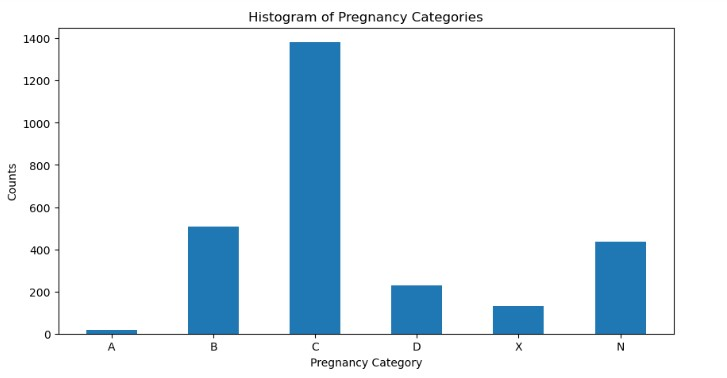 Histogram of Pregnancy Categories
1400
1200
1000
800
600
400
200
0
Counts
A B C D X N
Pregnancy Category